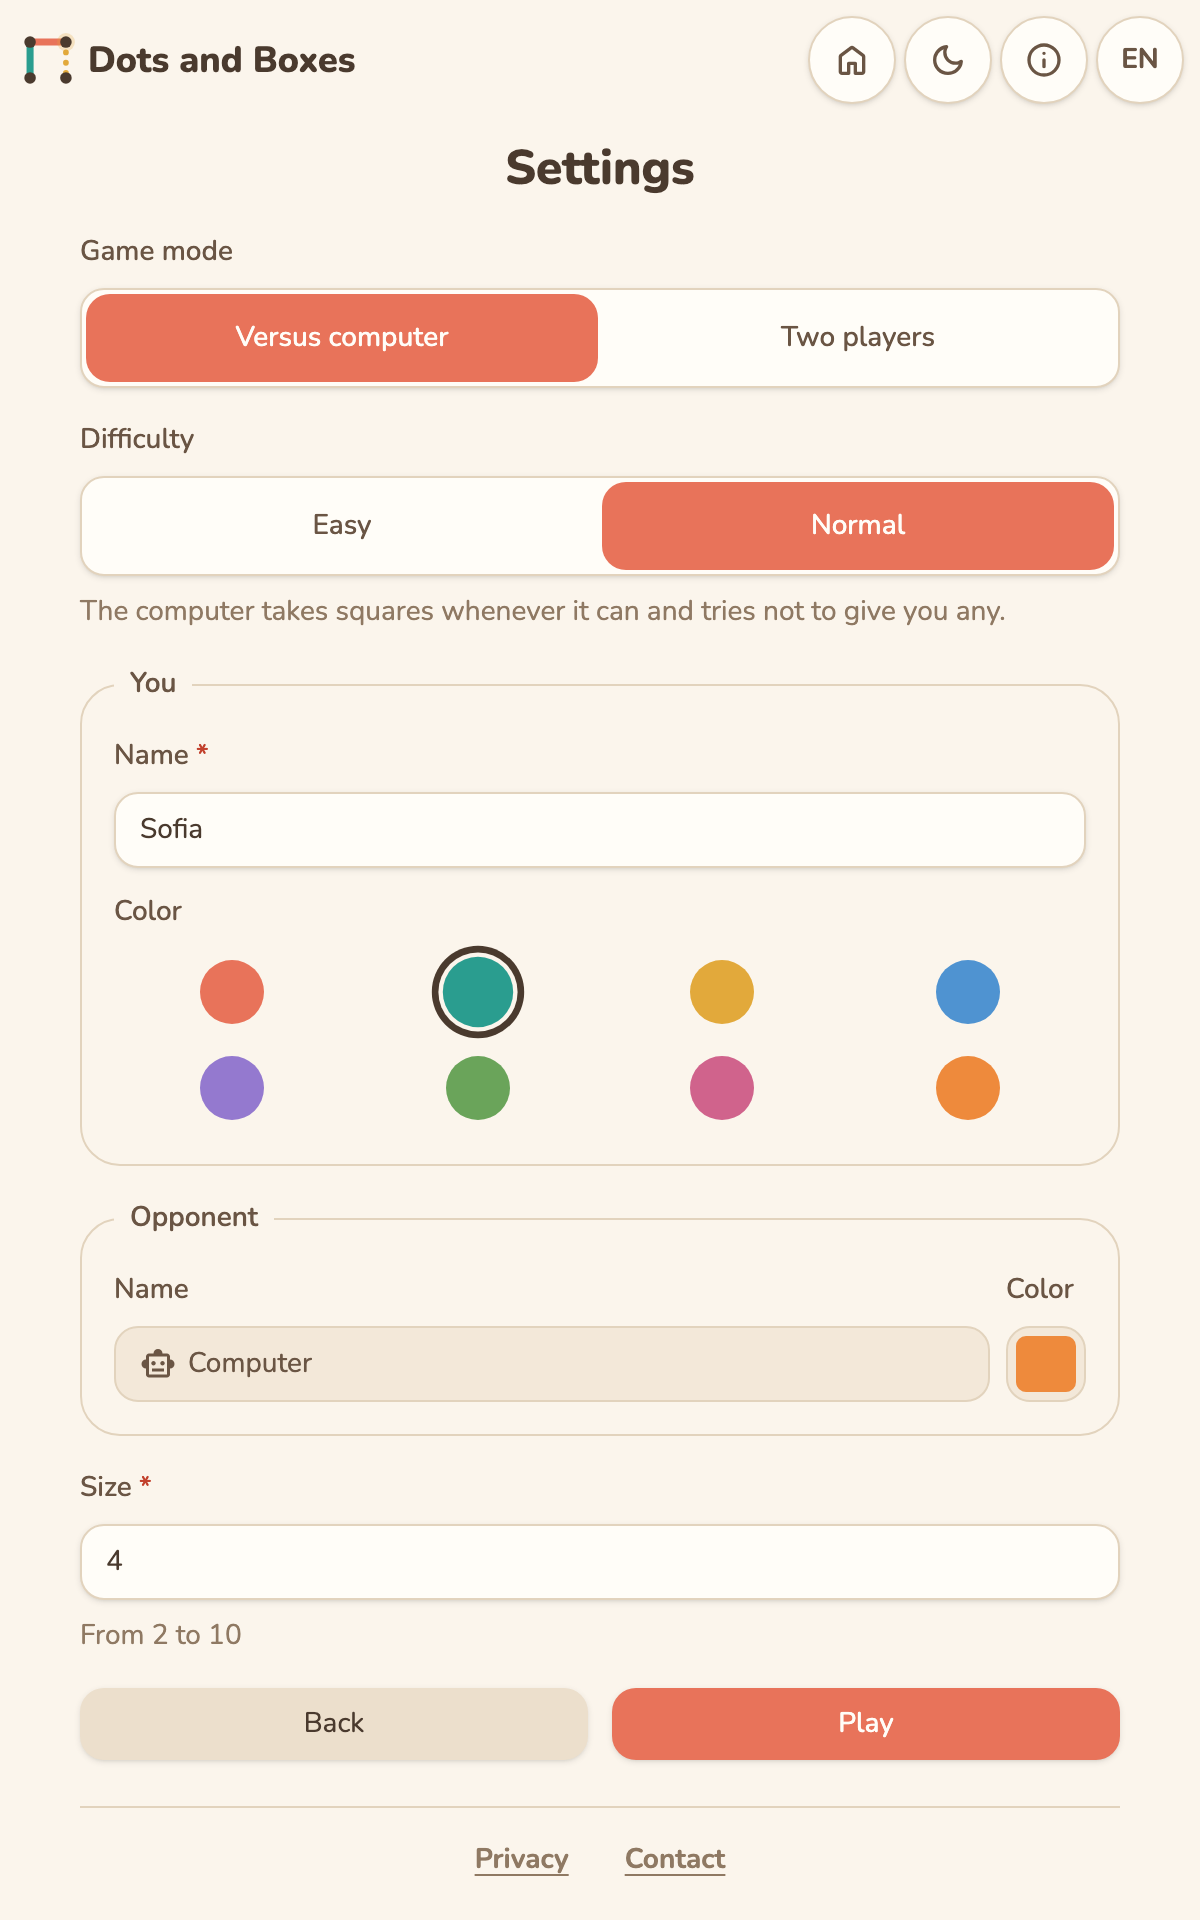 Dots and Boxes
EN
Settings
Game mode
Versus computer
Two players
Difficulty
Easy
Normal
The computer takes squares whenever it can and tries not to give you any.
You
Name *
Sofia
Color
Opponent
Name
Color
Computer
Size *
4
From 2 to 10
Back
Play
Privacy
Contact